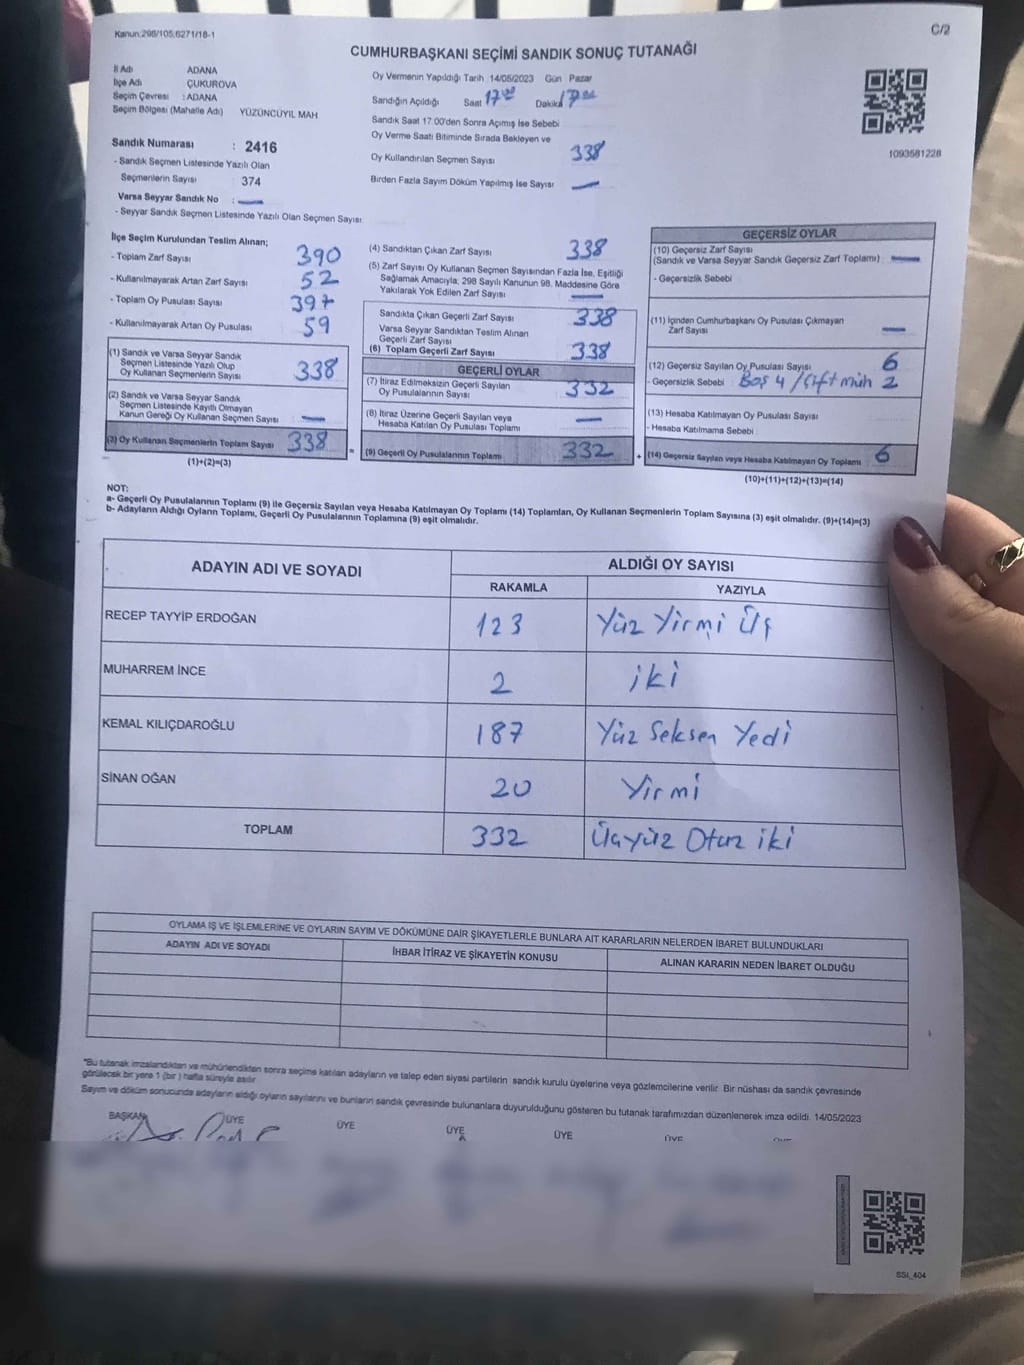 Kanun:298/105,6271/18-1
C/2
CUMHURBAŞKANI SEÇİMİ SANDIK SONUÇ TUTANAĞI
İl Adı ADANA
İlçe Adı ÇUKUROVA
Seçim Çevresi : ADANA
Seçim Bölgesi (Mahalle Adı) YÜZÜNCÜYIL MAH
Sandık Numarası : 2416
- Sandık Seçmen Listesinde Yazılı Olan
Seçmenlerin Sayısı 374
Varsa Seyyar Sandık No : —
- Seyyar Sandık Seçmen Listesinde Yazılı Olan Seçmen Sayısı
Oy Vermenin Yapıldığı Tarih 14/05/2023 Gün Pazar
Sandığın Açıldığı Saat 17:00 Dakika
Sandık Saat 17.00'den Sonra Açımış İse Sebebi
Oy Verme Saati Bitiminde Sırada Bekleyen ve
Oy Kullandırılan Seçmen Sayısı 338
Birden Fazla Sayım Döküm Yapılmış İse Sayısı —
1093581228
İlçe Seçim Kurulundan Teslim Alınan;
- Toplam Zarf Sayısı 390
- Kullanılmayarak Artan Zarf Sayısı 52
- Toplam Oy Pusulası Sayısı 397
- Kullanılmayarak Artan Oy Pusulası 59
(1) Sandık ve Varsa Seyyar Sandık
Seçmen Listesinde Yazılı Olup
Oy Kullanan Seçmenlerin Sayısı 338
(2) Sandık ve Varsa Seyyar Sandık
Seçmen Listesinde Kayıtlı Olmayan
Kanun Gereği Oy Kullanan Seçmen Sayısı —
(3) Oy Kullanan Seçmenlerin Toplam Sayısı 338
(1)+(2)=(3)
(4) Sandıktan Çıkan Zarf Sayısı 338
(5) Zarf Sayısı Oy Kullanan Seçmen Sayısından Fazla İse, Eşitliği
Sağlamak Amacıyla; 298 Sayılı Kanunun 98. Maddesine Göre
Yakılarak Yok Edilen Zarf Sayısı —
Sandıkta Çıkan Geçerli Zarf Sayısı 338
Varsa Seyyar Sandıktan Teslim Alınan
Geçerli Zarf Sayısı
(6) Toplam Geçerli Zarf Sayısı 338
GEÇERLİ OYLAR
(7) İtiraz Edilmeksizin Geçerli Sayılan
Oy Pusulasının Sayısı 332
(8) İtiraz Üzerine Geçerli Sayılan veya
Hesaba Katılan Oy Pusulası Toplamı —
= (9) Geçerli Oy Pusulalarının Toplamı 332 +
GEÇERSİZ OYLAR
(10) Geçersiz Zarf Sayısı
(Sandık ve Varsa Seyyar Sandık Geçersiz Zarf Toplamı) : —
- Geçersizlik Sebebi
(11) İçinden Cumhurbaşkanı Oy Pusulası Çıkmayan
Zarf Sayısı —
(12) Geçersiz Sayılan Oy Pusulası Sayısı 6
- Geçersizlik Sebebi Boş 4 / Çift müh 2
(13) Hesaba Katılmayan Oy Pusulası Sayısı
- Hesaba Katılmama Sebebi
(14) Geçersiz Sayılan veya Hesaba Katılmayan Oy Toplamı 6
(10)+(11)+(12)+(13)=(14)
NOT:
a- Geçerli Oy Pusulalarının Toplamı (9) ile Geçersiz Sayılan veya Hesaba Katılmayan Oy Toplamı (14) Toplamları, Oy Kullanan Seçmenlerin Toplam Sayısına (3) eşit olmalıdır. (9)+(14)=(3)
b- Adayların Aldığı Oyların Toplamı, Geçerli Oy Pusulalarının Toplamına (9) eşit olmalıdır.
ADAYIN ADI VE SOYADI
ALDIĞI OY SAYISI
RAKAMLA YAZIYLA
RECEP TAYYİP ERDOĞAN 123 Yüz Yirmi Üç
MUHARREM İNCE 2 iki
KEMAL KILIÇDAROĞLU 187 Yüz Seksen Yedi
SİNAN OĞAN 20 Yirmi
TOPLAM 332 Üçyüz Otuz iki
OYLAMA İŞ VE İŞLEMLERİNE VE OYLARIN SAYIM VE DÖKÜMÜNE DAİR ŞİKAYETLERLE BUNLARA AİT KARARLARIN NELERDEN İBARET BULUNDUKLARI
ADAYIN ADI VE SOYADI İHBAR İTİRAZ VE ŞİKAYETİN KONUSU ALINAN KARARIN NEDEN İBARET OLDUĞU
*Bu tutanak imzalandıktan ve mühürlendikten sonra seçime katılan adayların ve talep eden siyasi partilerin sandık kurulu üyelerine veya gözlemcilerine verilir. Bir nüshası da sandık çevresinde
görülecek bir yere 1 (bir ) hafta süreyle asılır
Sayım ve döküm sonucunda adayların aldığı oyların sayılarını ve bunların sandık çevresinde bulunanlara duyurulduğunu gösteren bu tutanak tarafımızdan düzenlenerek imza edildi. 14/05/2023
BAŞKAN ÜYE ÜYE ÜYE ÜYE ÜYE
SSI_404